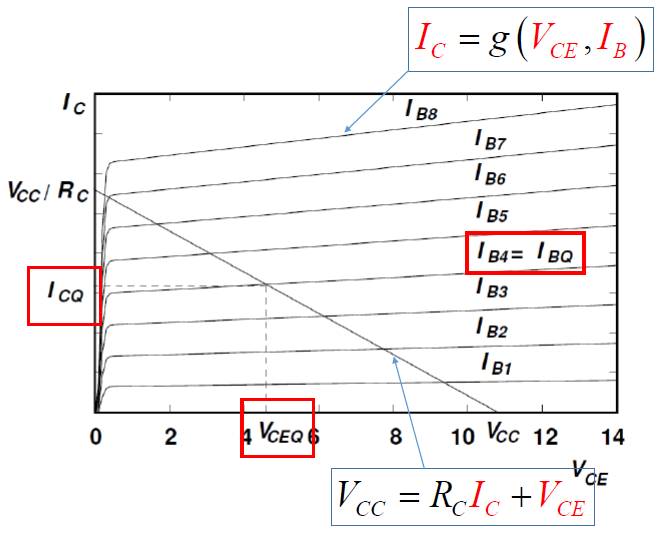 I_C = g(V_CE, I_B)
I_C
I_B8
I_B7
V_CC / R_C
I_B6
I_B5
I_B4 = I_BQ
I_CQ
I_B3
I_B2
I_B1
0 2 4 V_CEQ 6 8 10 V_CC 12 14
V_CE
V_CC = R_C I_C + V_CE